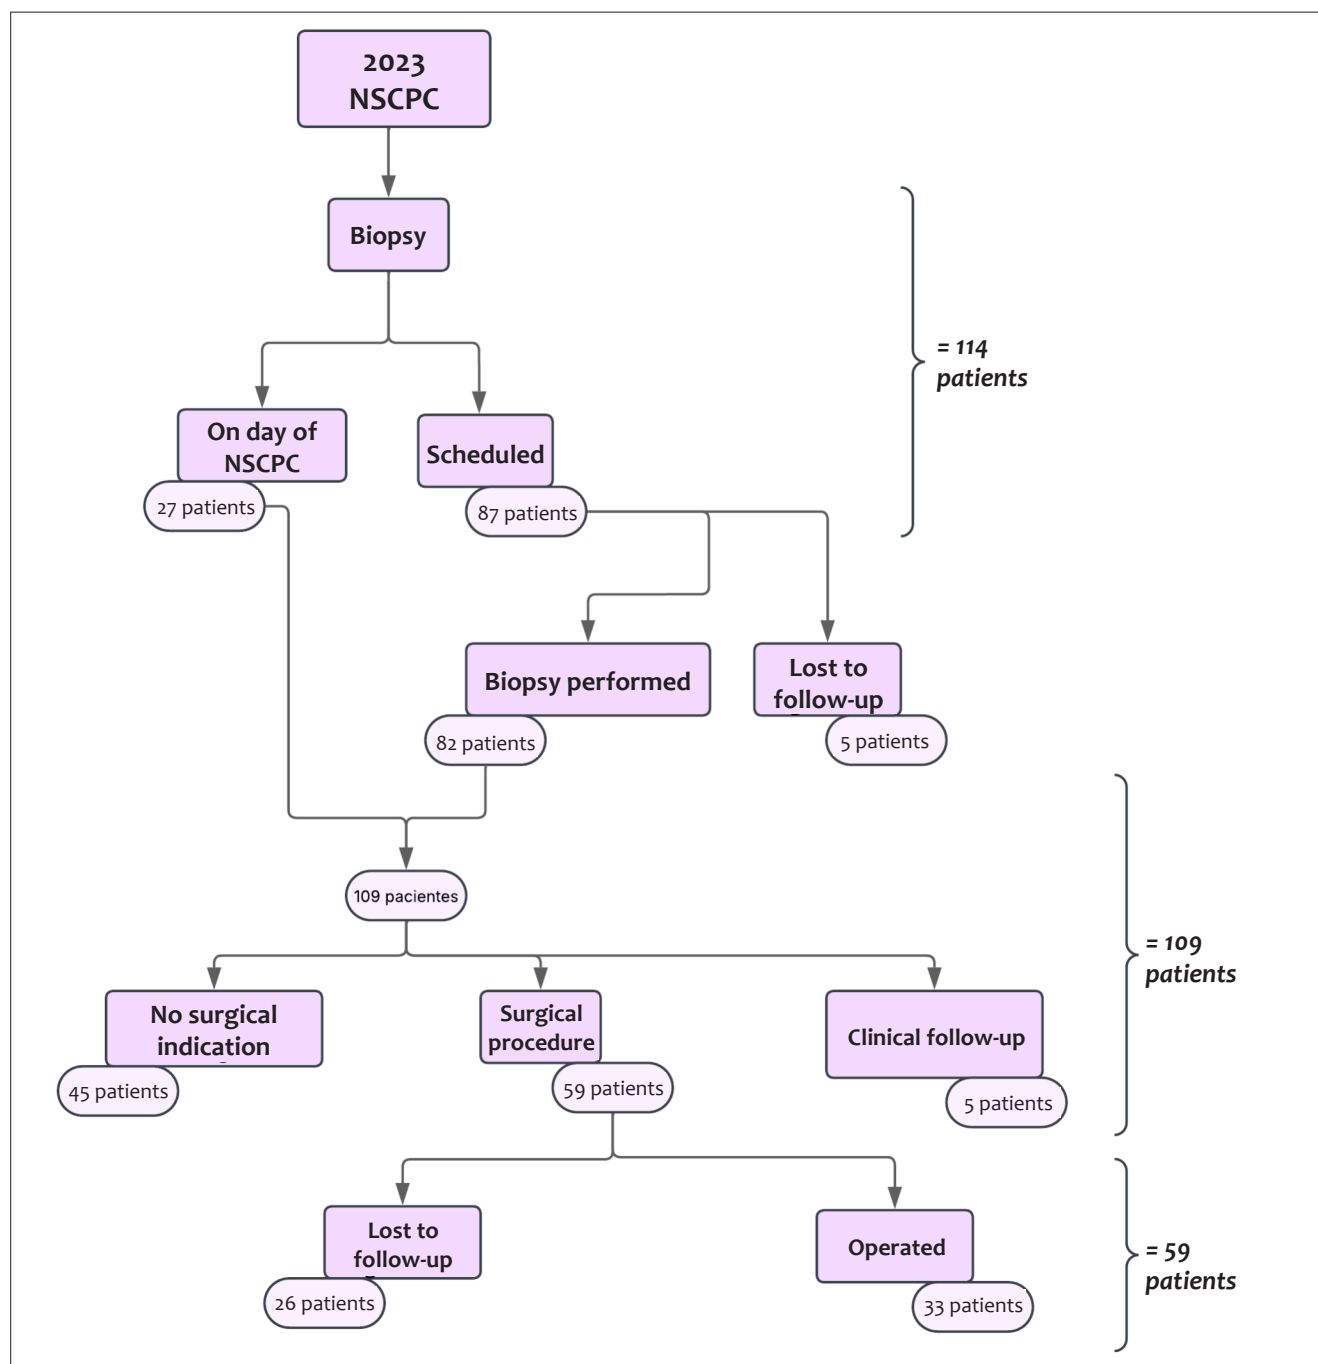 2023
NSCPC
Biopsy
= 114
patients
On day of
NSCPC
Scheduled
27 patients
87 patients
Biopsy performed
Lost to
follow-up
82 patients
5 patients
109 pacientes
= 109
patients
No surgical
indication
Surgical
procedure
Clinical follow-up
45 patients
59 patients
5 patients
Lost to
follow-up
Operated
= 59
patients
26 patients
33 patients